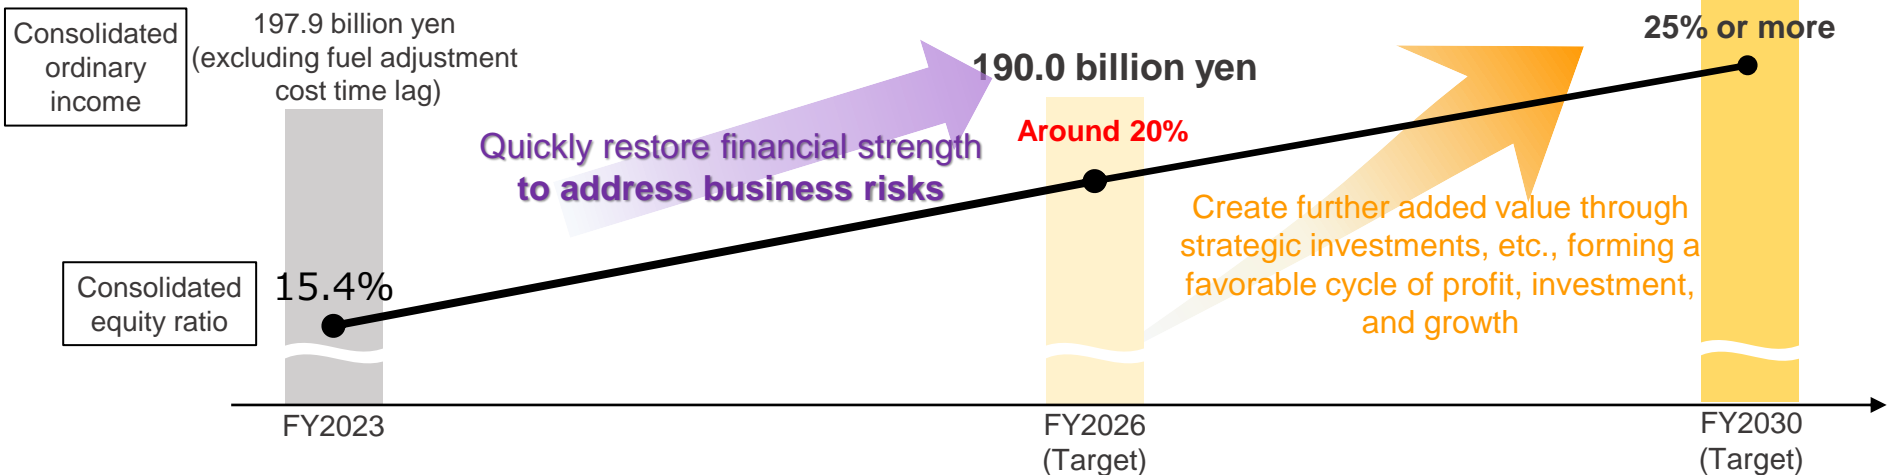 Consolidated
ordinary
income
197.9 billion yen
(excluding fuel adjustment
cost time lag)
190.0 billion yen
25% or more
Quickly restore financial strength
to address business risks
Around 20%
Create further added value through
strategic investments, etc., forming a
favorable cycle of profit, investment,
and growth
Consolidated
equity ratio
15.4%
FY2023
FY2026
(Target)
FY2030
(Target)